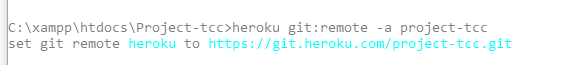 C:\xampp\htdocs\Project-tcc>heroku git:remote -a project-tcc
set git remote heroku to https://git.heroku.com/project-tcc.git